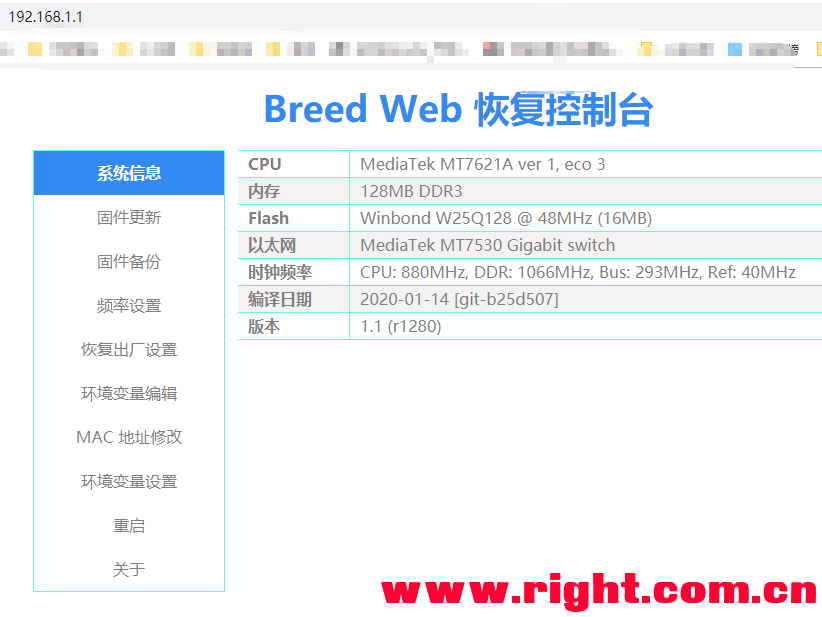 192.168.1.1
Breed Web 恢复控制台
系统信息
固件更新
固件备份
频率设置
恢复出厂设置
环境变量编辑
MAC 地址修改
环境变量设置
重启
关于
CPU MediaTek MT7621A ver 1, eco 3
内存 128MB DDR3
Flash Winbond W25Q128 @ 48MHz (16MB)
以太网 MediaTek MT7530 Gigabit switch
时钟频率 CPU: 880MHz, DDR: 1066MHz, Bus: 293MHz, Ref: 40MHz
编译日期 2020-01-14 [git-b25d507]
版本 1.1 (r1280)
www.right.com.cn